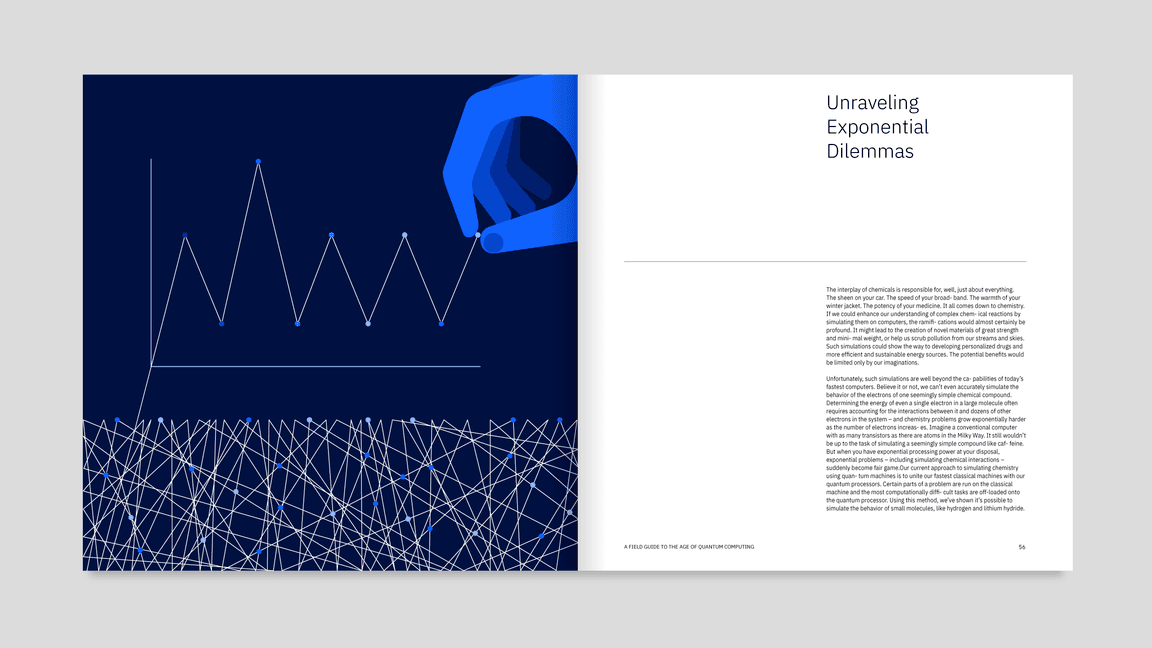 Unraveling
Exponential
Dilemmas
The interplay of chemicals is responsible for, well, just about everything.
The sheen on your car. The speed of your broad- band. The warmth of your
winter jacket. The potency of your medicine. It all comes down to chemistry.
If we could enhance our understanding of complex chem- ical reactions by
simulating them on computers, the ramifi- cations would almost certainly be
profound. It might lead to the creation of novel materials of great strength
and mini- mal weight, or help us scrub pollution from our streams and skies.
Such simulations could show the way to developing personalized drugs and
more efficient and sustainable energy sources. The potential benefits would
be limited only by our imaginations.
Unfortunately, such simulations are well beyond the ca- pabilities of today's
fastest computers. Believe it or not, we can't even accurately simulate the
behavior of the electrons of one seemingly simple chemical compound.
Determining the energy of even a single electron in a large molecule often
requires accounting for the interactions between it and dozens of other
electrons in the system – and chemistry problems grow exponentially harder
as the number of electrons increas- es. Imagine a conventional computer
with as many transistors as there are atoms in the Milky Way. It still wouldn't
be up to the task of simulating a seemingly simple compound like caf- feine.
But when you have exponential processing power at your disposal,
exponential problems – including simulating chemical interactions –
suddenly become fair game.Our current approach to simulating chemistry
using quan- tum machines is to unite our fastest classical machines with our
quantum processors. Certain parts of a problem are run on the classical
machine and the most computationally diffi- cult tasks are off-loaded onto
the quantum processor. Using this method, we've shown it's possible to
simulate the behavior of small molecules, like hydrogen and lithium hydride.
A FIELD GUIDE TO THE AGE OF QUANTUM COMPUTING
56